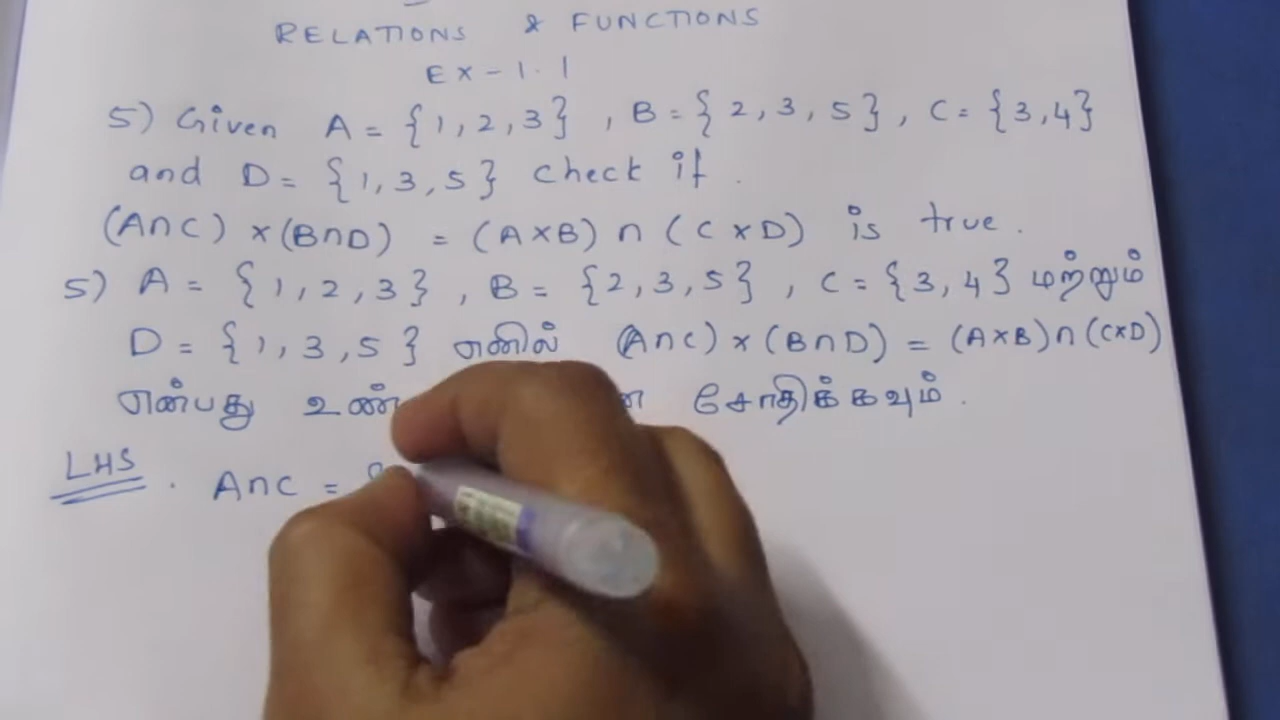 RELATIONS & FUNCTIONS
EX-1.1
5) Given A = {1,2,3} , B = {2,3,5} , C = {3,4}
and D = {1,3,5} check if
(A∩C) × (B∩D) = (A×B) ∩ (C×D) is true.
5) A = {1,2,3} , B = {2,3,5} , C = {3,4} மற்றும்
D = {1,3,5} எனில் (A∩C) × (B∩D) = (A×B)∩(C×D)
என்பது சோதிக்கவும்.
LHS . A∩C =